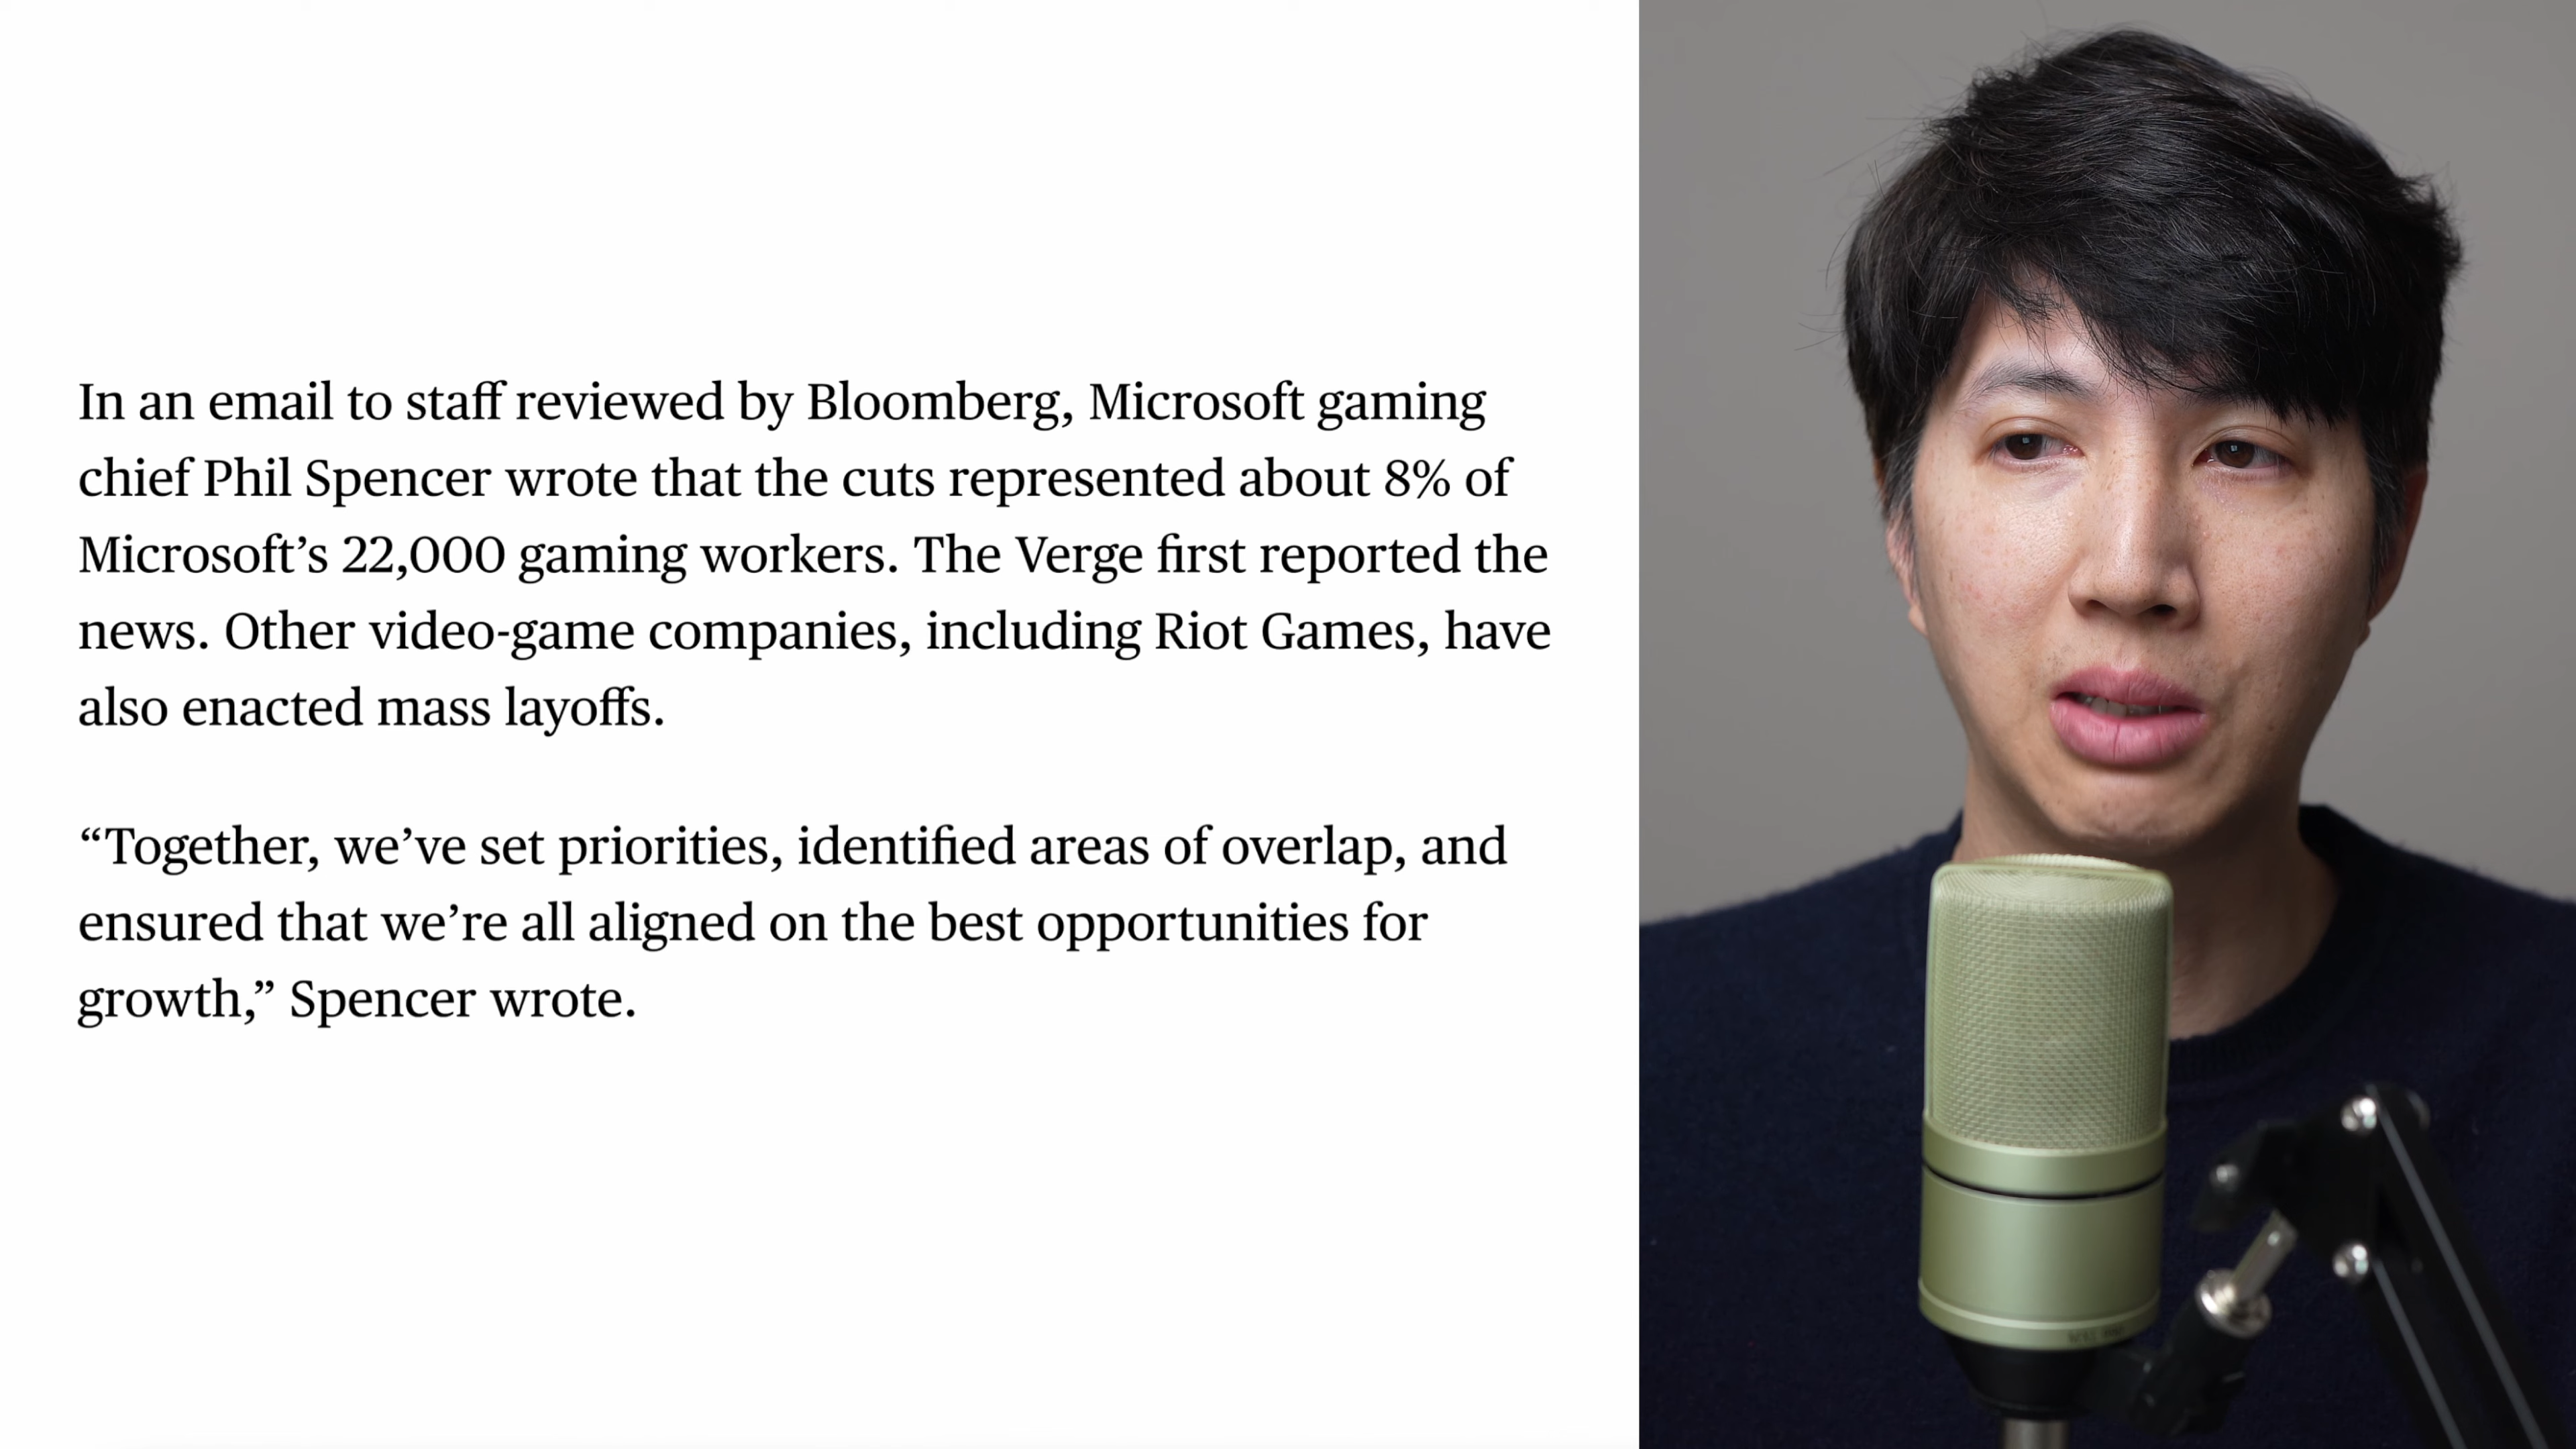 In an email to staff reviewed by Bloomberg, Microsoft gaming
chief Phil Spencer wrote that the cuts represented about 8% of
Microsoft’s 22,000 gaming workers. The Verge first reported the
news. Other video-game companies, including Riot Games, have
also enacted mass layoffs.
“Together, we’ve set priorities, identified areas of overlap, and
ensured that we’re all aligned on the best opportunities for
growth,” Spencer wrote.